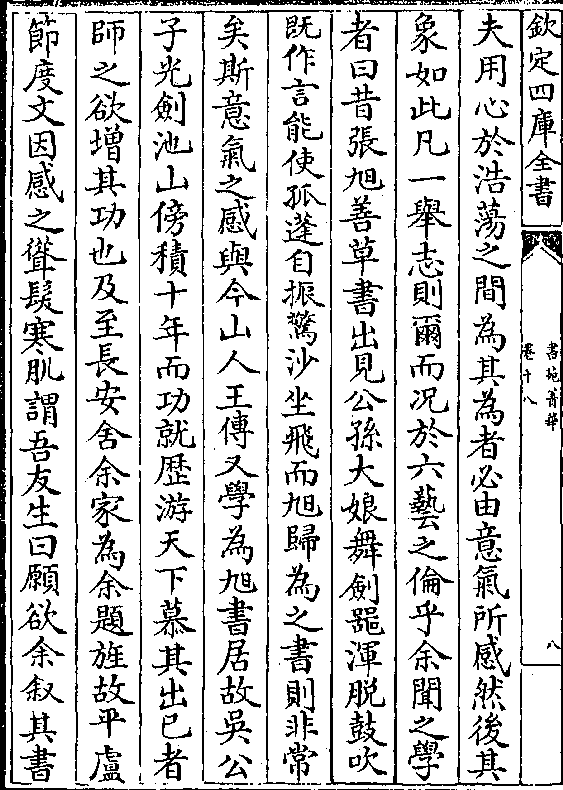 欽定四庫全書
書苑菁華
卷十八
八
夫用心於浩蕩之間為其為者必由意氣所感然後其
象如此凡一舉志則爾而况於六藝之倫乎余聞之學
者曰昔張旭善草書出見公孫大娘舞劍噐渾脱鼓吹
既作言能使孤蓬自振驚沙坐飛而旭歸為之書則非常
矣斯意氣之感與今山人王傳乂學為旭書居故吳公
子光劍池山傍積十年而功就歴游天下慕其出已者
師之欲増其功也及至長安舍余家為余題旌故平盧
節度文因感之聳髮寒肌謂吾友生曰願欲余叙其書